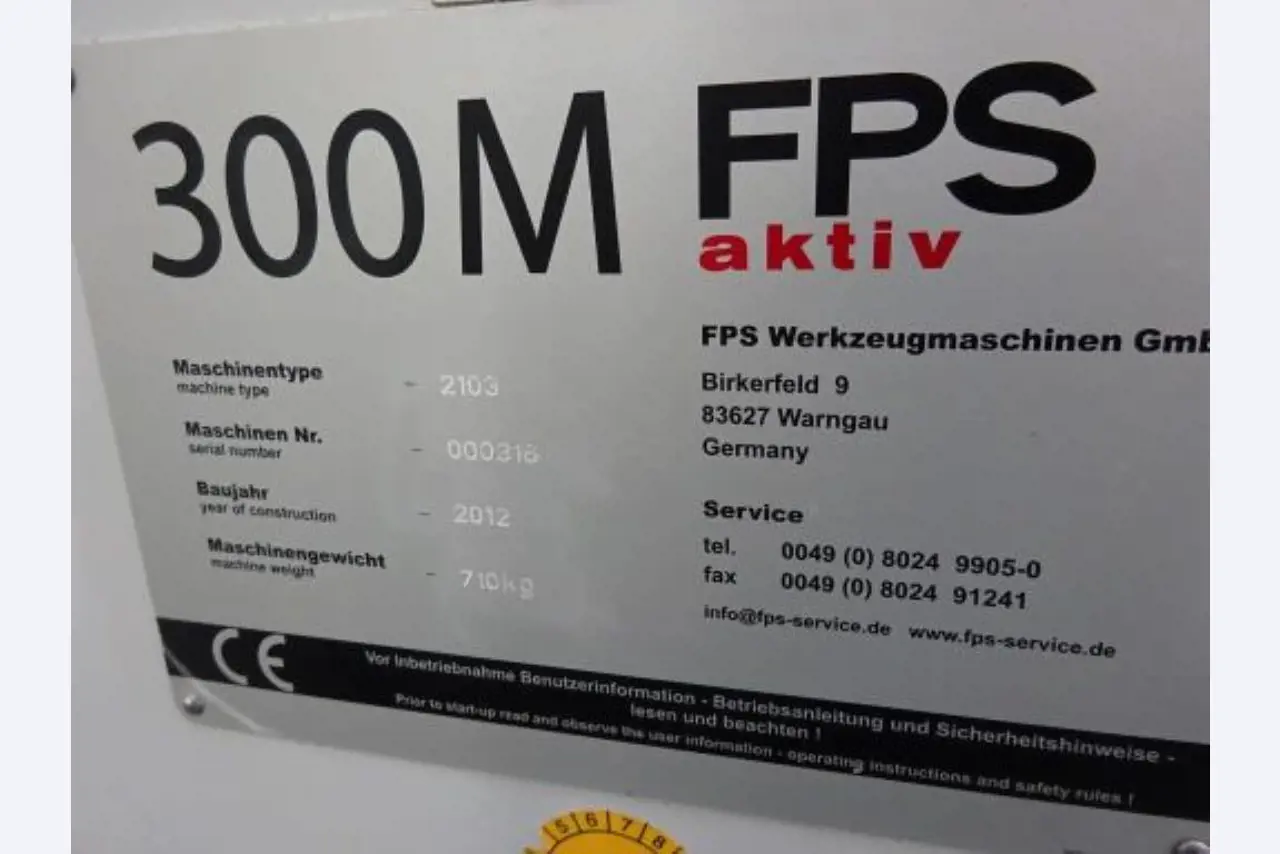 300M
FPS
aktiv
Maschinentype
machine type
- 2103
Maschinen Nr.
serial number
- 000318
Baujahr
year of construction
- 2012
Maschinengewicht
machine weight
- 710kg
FPS Werkzeugmaschinen Gmb
Birkerfeld 9
83627 Warngau
Germany
Service
tel. 0049 (0) 8024 9905-0
fax 0049 (0) 8024 91241
info@fps-service.de www.fps-service.de
CE
Vor Inbetriebnahme Benutzerinformation - Betriebsanleitung und Sicherheitshinweise -
lesen und beachten !
Prior to start-up read and observe the user information - operating instructions and safety rules !
5 6 7 8